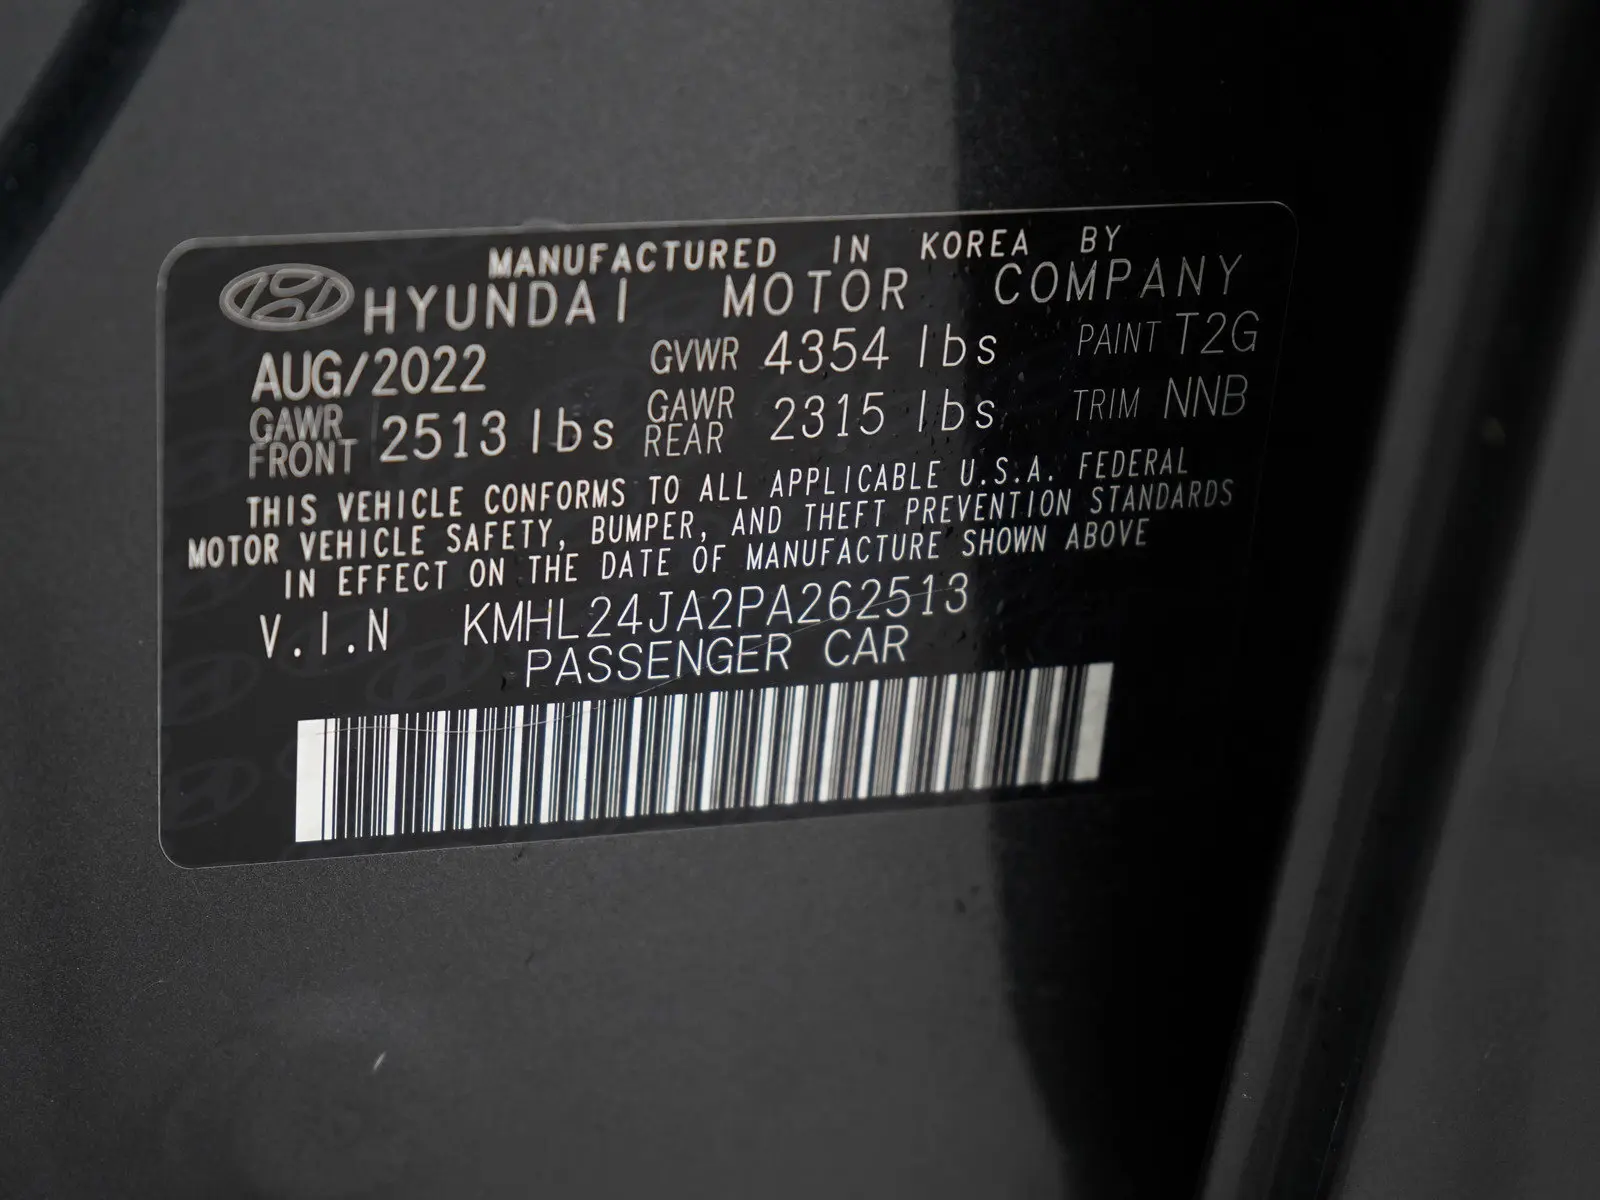 MANUFACTURED IN KOREA BY
HYUNDAI MOTOR COMPANY
AUG/2022 GVWR 4354 lbs PAINT T2G
GAWR FRONT 2513 lbs GAWR REAR 2315 lbs TRIM NNB
THIS VEHICLE CONFORMS TO ALL APPLICABLE U.S.A. FEDERAL
MOTOR VEHICLE SAFETY, BUMPER, AND THEFT PREVENTION STANDARDS
IN EFFECT ON THE DATE OF MANUFACTURE SHOWN ABOVE
V.I.N KMHL24JA2PA262513
PASSENGER CAR